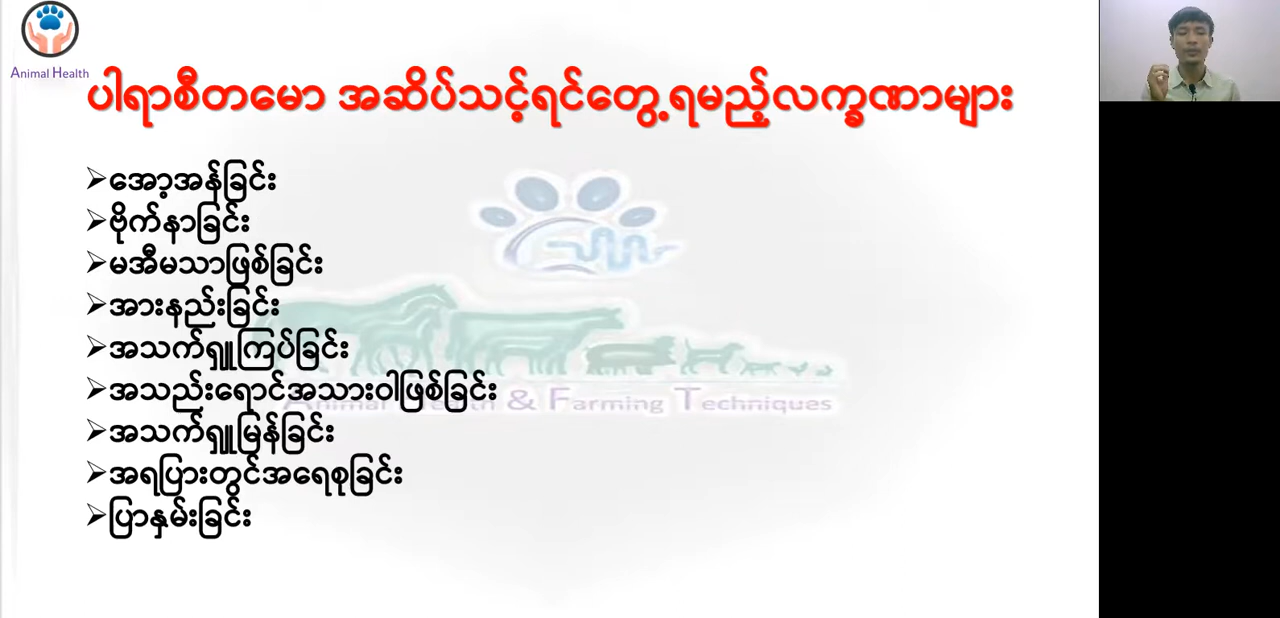 Animal Health
ပါရာစီတမော အဆိပ်သင့်ရင်တွေ့ရမည့်လက္ခဏာများ
➢အော့အန်ခြင်း
➢ဗိုက်နာခြင်း
➢မအီမသာဖြစ်ခြင်း
➢အားနည်းခြင်း
➢အသက်ရှူကြပ်ခြင်း
➢အသည်းရောင်အသားဝါဖြစ်ခြင်း
Animal Health & Farming Techniques
➢အသက်ရှူမြန်ခြင်း
➢အရေပြားတွင်အရေစုခြင်း
➢ပြာနှမ်းခြင်း